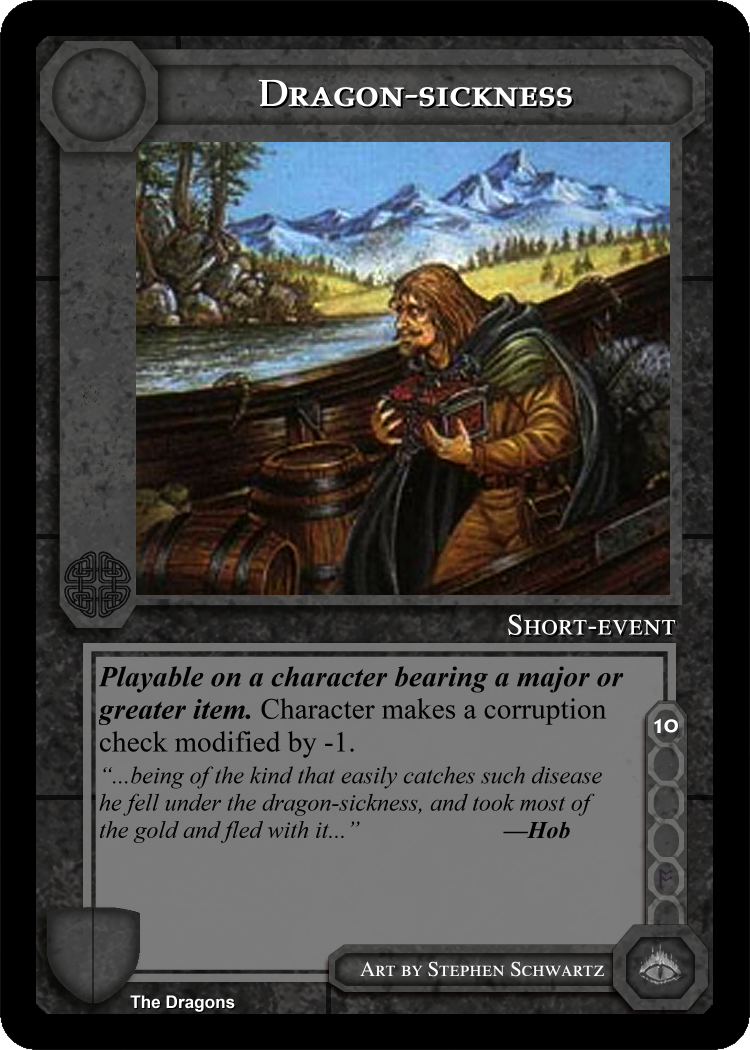 Dragon-sickness
Short-event
Playable on a character bearing a major or
greater item. Character makes a corruption
check modified by -1.
“...being of the kind that easily catches such disease
he fell under the dragon-sickness, and took most of
the gold and fled with it...” —Hob
10
Art by Stephen Schwartz
The Dragons